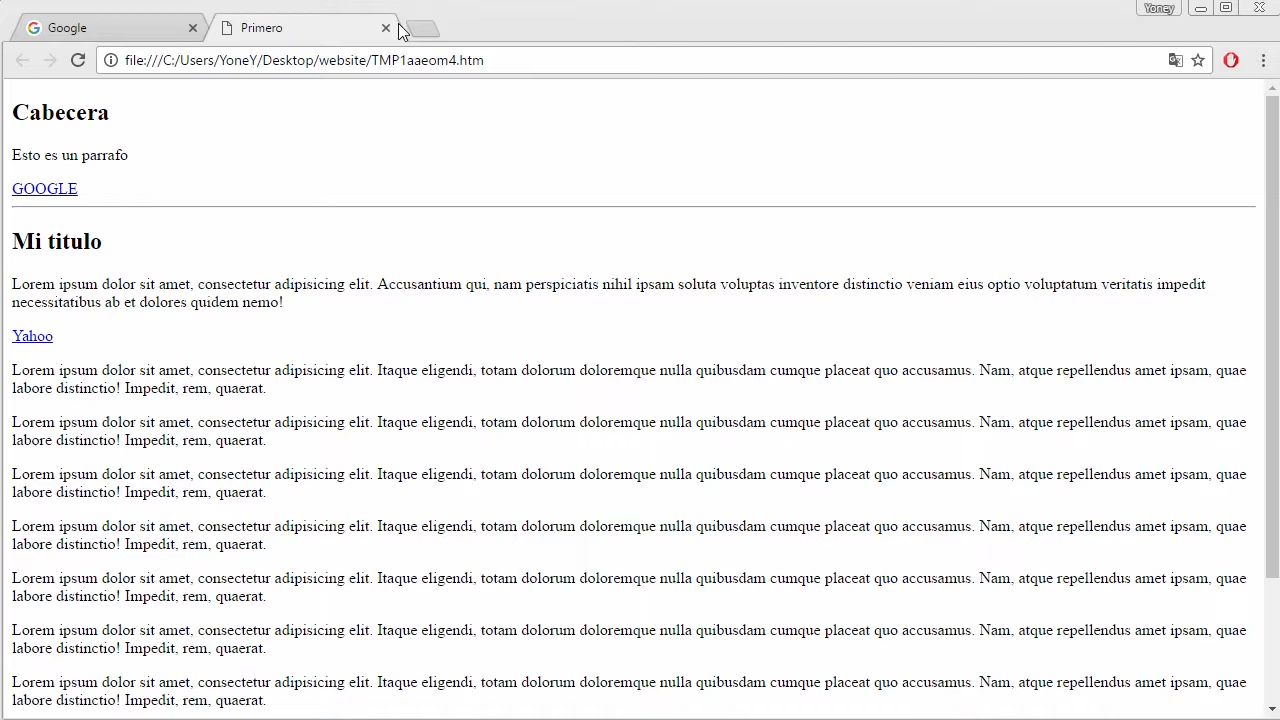 Google
Primero
Yoney
file:///C:/Users/YoneY/Desktop/website/TMP1aaeom4.htm
Cabecera
Esto es un parrafo
GOOGLE
Mi titulo
Lorem ipsum dolor sit amet, consectetur adipisicing elit. Accusantium qui, nam perspiciatis nihil ipsam soluta voluptas inventore distinctio veniam eius optio voluptatum veritatis impedit
necessitatibus ab et dolores quidem nemo!
Yahoo
Lorem ipsum dolor sit amet, consectetur adipisicing elit. Itaque eligendi, totam dolorum doloremque nulla quibusdam cumque placeat quo accusamus. Nam, atque repellendus amet ipsam, quae
labore distinctio! Impedit, rem, quaerat.
Lorem ipsum dolor sit amet, consectetur adipisicing elit. Itaque eligendi, totam dolorum doloremque nulla quibusdam cumque placeat quo accusamus. Nam, atque repellendus amet ipsam, quae
labore distinctio! Impedit, rem, quaerat.
Lorem ipsum dolor sit amet, consectetur adipisicing elit. Itaque eligendi, totam dolorum doloremque nulla quibusdam cumque placeat quo accusamus. Nam, atque repellendus amet ipsam, quae
labore distinctio! Impedit, rem, quaerat.
Lorem ipsum dolor sit amet, consectetur adipisicing elit. Itaque eligendi, totam dolorum doloremque nulla quibusdam cumque placeat quo accusamus. Nam, atque repellendus amet ipsam, quae
labore distinctio! Impedit, rem, quaerat.
Lorem ipsum dolor sit amet, consectetur adipisicing elit. Itaque eligendi, totam dolorum doloremque nulla quibusdam cumque placeat quo accusamus. Nam, atque repellendus amet ipsam, quae
labore distinctio! Impedit, rem, quaerat.
Lorem ipsum dolor sit amet, consectetur adipisicing elit. Itaque eligendi, totam dolorum doloremque nulla quibusdam cumque placeat quo accusamus. Nam, atque repellendus amet ipsam, quae
labore distinctio! Impedit, rem, quaerat.
Lorem ipsum dolor sit amet, consectetur adipisicing elit. Itaque eligendi, totam dolorum doloremque nulla quibusdam cumque placeat quo accusamus. Nam, atque repellendus amet ipsam, quae
labore distinctio! Impedit, rem, quaerat.